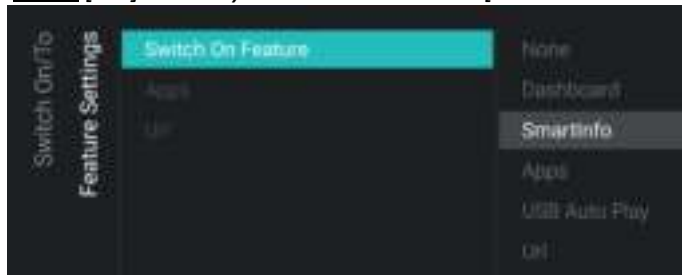 Switch On/To
Feature Settings
Switch On Feature
Apps
Url
None
Dashboard
SmartInfo
Apps
USB Auto Play
Url